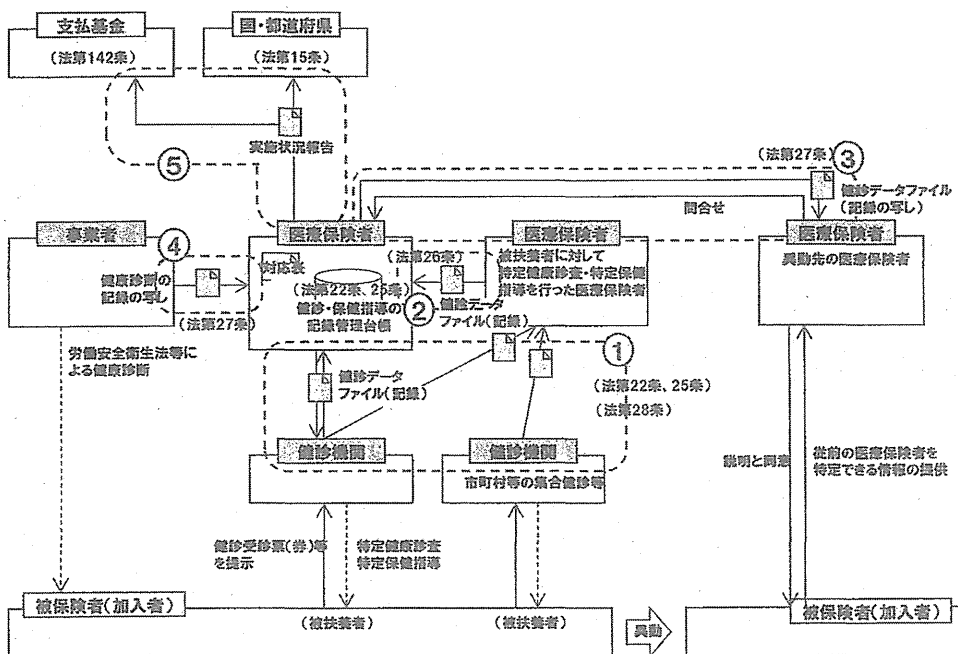 支払基金
国・都道府県
(法第142条)
(法第15条)
実施状況報告
⑤
(法第27条)
③
健診データファイル
(記録の写し)
問合せ
事業者
④
医療保険者
医療保険者
医療保険者
異動先の医療保険者
対応表
(法第26条)
被扶養者に対して
特定健康診査・特定保健
指導を行った医療保険者
健康診断の
記録の写し
(法第27条)
(法第22条、25条)
健診・保健指導の
記録管理台帳
②
健診データ
ファイル(記録)
労働安全衛生法等に
よる健康診断
①
(法第22条、25条)
(法第28条)
健診データ
ファイル(記録)
健診機関
健診機関
市町村等の集合健診等
説明と同意
従前の医療保険者を
特定できる情報の提供
健診受診票(券)等
を提示
特定健康診査
特定保健指導
被保険者(加入者)
(被扶養者)
(被扶養者)
異動
被保険者(加入者)